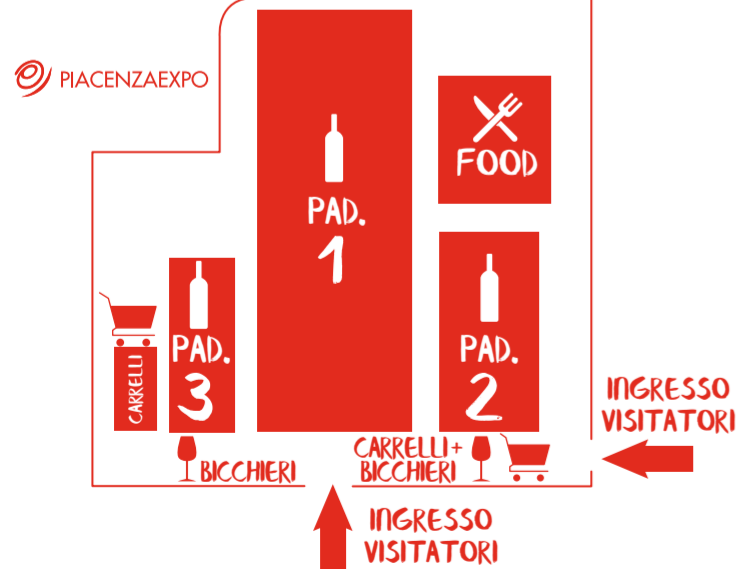 PIACENZAEXPO
FOOD
PAD.
1
PAD.
3
PAD.
2
CARRELLI
BICCHIERI
CARRELLI+
BICCHIERI
INGRESSO
VISITATORI
INGRESSO
VISITATORI